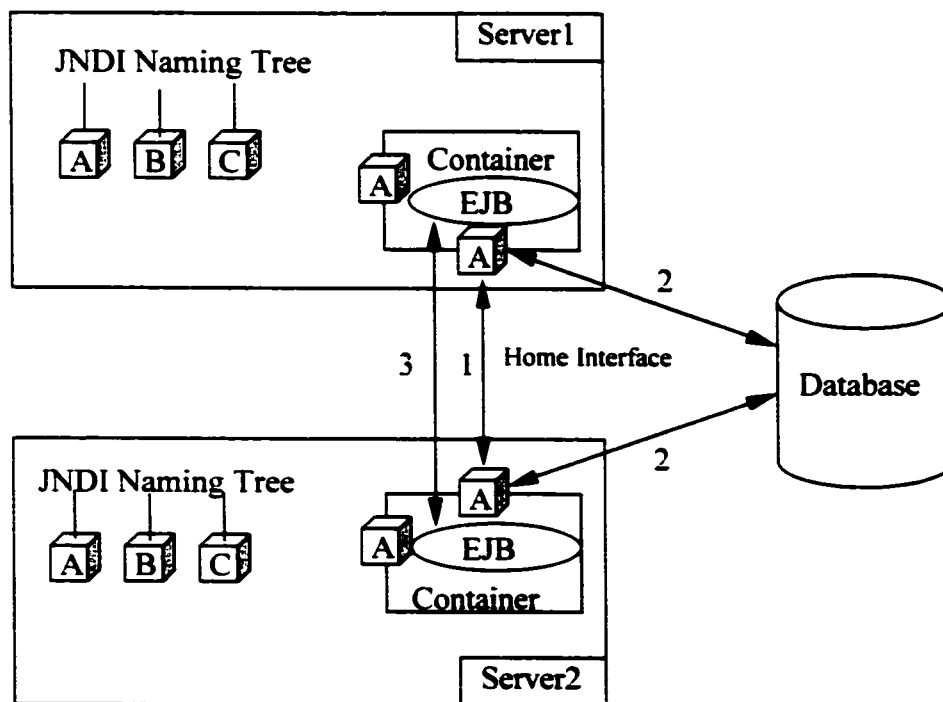 Server1
JNDI Naming Tree
A B C
Container
A
EJB
A
2
3
1
Home Interface
Database
2
JNDI Naming Tree
A
A B C
A
EJB
Container
Server2